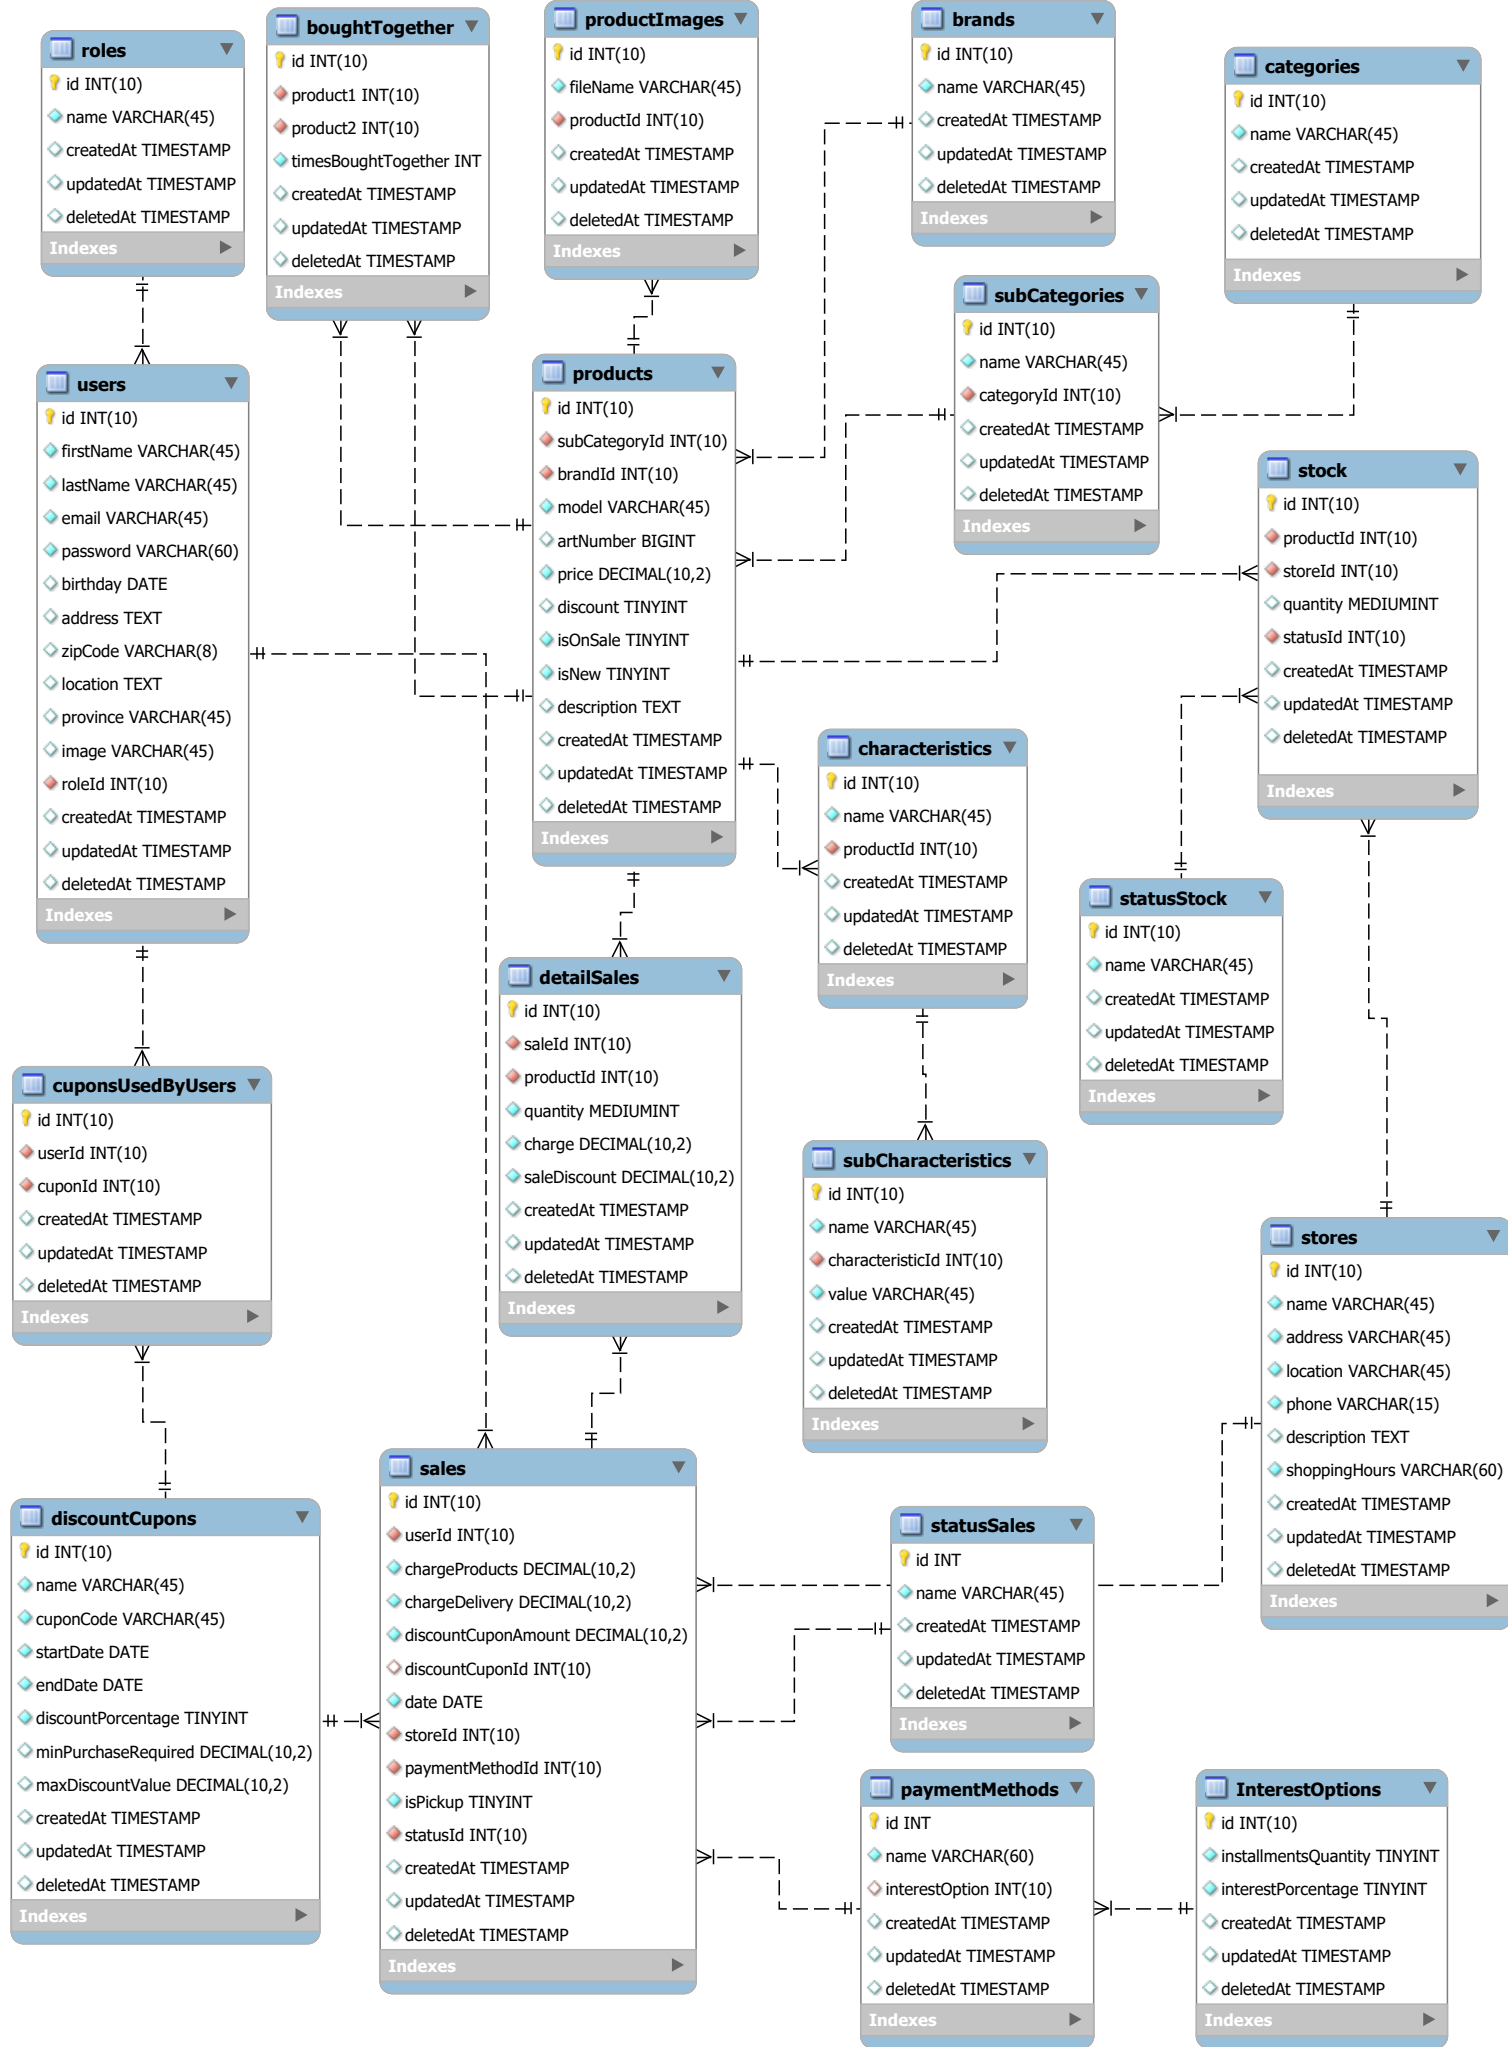 roles
id INT(10)
name VARCHAR(45)
createdAt TIMESTAMP
updatedAt TIMESTAMP
deletedAt TIMESTAMP
Indexes
boughtTogether
id INT(10)
product1 INT(10)
product2 INT(10)
timesBoughtTogether INT
createdAt TIMESTAMP
updatedAt TIMESTAMP
deletedAt TIMESTAMP
Indexes
productImages
id INT(10)
fileName VARCHAR(45)
productId INT(10)
createdAt TIMESTAMP
updatedAt TIMESTAMP
deletedAt TIMESTAMP
Indexes
brands
id INT(10)
name VARCHAR(45)
createdAt TIMESTAMP
updatedAt TIMESTAMP
deletedAt TIMESTAMP
Indexes
categories
id INT(10)
name VARCHAR(45)
createdAt TIMESTAMP
updatedAt TIMESTAMP
deletedAt TIMESTAMP
Indexes
subCategories
id INT(10)
name VARCHAR(45)
categoryId INT(10)
createdAt TIMESTAMP
updatedAt TIMESTAMP
deletedAt TIMESTAMP
Indexes
users
id INT(10)
firstName VARCHAR(45)
lastName VARCHAR(45)
email VARCHAR(45)
password VARCHAR(60)
birthday DATE
address TEXT
zipCode VARCHAR(8)
location TEXT
province VARCHAR(45)
image VARCHAR(45)
roleId INT(10)
createdAt TIMESTAMP
updatedAt TIMESTAMP
deletedAt TIMESTAMP
Indexes
products
id INT(10)
subCategoryId INT(10)
brandId INT(10)
model VARCHAR(45)
artNumber BIGINT
price DECIMAL(10,2)
discount TINYINT
isOnSale TINYINT
isNew TINYINT
description TEXT
createdAt TIMESTAMP
updatedAt TIMESTAMP
deletedAt TIMESTAMP
Indexes
stock
id INT(10)
productId INT(10)
storeId INT(10)
quantity MEDIUMINT
statusId INT(10)
createdAt TIMESTAMP
updatedAt TIMESTAMP
deletedAt TIMESTAMP
Indexes
characteristics
id INT(10)
name VARCHAR(45)
productId INT(10)
createdAt TIMESTAMP
updatedAt TIMESTAMP
deletedAt TIMESTAMP
Indexes
statusStock
id INT(10)
name VARCHAR(45)
createdAt TIMESTAMP
updatedAt TIMESTAMP
deletedAt TIMESTAMP
Indexes
detailSales
id INT(10)
saleId INT(10)
productId INT(10)
quantity MEDIUMINT
charge DECIMAL(10,2)
saleDiscount DECIMAL(10,2)
createdAt TIMESTAMP
updatedAt TIMESTAMP
deletedAt TIMESTAMP
Indexes
cuponsUsedByUsers
id INT(10)
userId INT(10)
cuponId INT(10)
createdAt TIMESTAMP
updatedAt TIMESTAMP
deletedAt TIMESTAMP
Indexes
subCharacteristics
id INT(10)
name VARCHAR(45)
characteristicId INT(10)
value VARCHAR(45)
createdAt TIMESTAMP
updatedAt TIMESTAMP
deletedAt TIMESTAMP
Indexes
stores
id INT(10)
name VARCHAR(45)
address VARCHAR(45)
location VARCHAR(45)
phone VARCHAR(15)
description TEXT
shoppingHours VARCHAR(60)
createdAt TIMESTAMP
updatedAt TIMESTAMP
deletedAt TIMESTAMP
Indexes
discountCupons
id INT(10)
name VARCHAR(45)
cuponCode VARCHAR(45)
startDate DATE
endDate DATE
discountPorcentage TINYINT
minPurchaseRequired DECIMAL(10,2)
maxDiscountValue DECIMAL(10,2)
createdAt TIMESTAMP
updatedAt TIMESTAMP
deletedAt TIMESTAMP
Indexes
sales
id INT(10)
userId INT(10)
chargeProducts DECIMAL(10,2)
chargeDelivery DECIMAL(10,2)
discountCuponAmount DECIMAL(10,2)
discountCuponId INT(10)
date DATE
storeId INT(10)
paymentMethodId INT(10)
isPickup TINYINT
statusId INT(10)
createdAt TIMESTAMP
updatedAt TIMESTAMP
deletedAt TIMESTAMP
Indexes
statusSales
id INT
name VARCHAR(45)
createdAt TIMESTAMP
updatedAt TIMESTAMP
deletedAt TIMESTAMP
Indexes
paymentMethods
id INT
name VARCHAR(60)
interestOption INT(10)
createdAt TIMESTAMP
updatedAt TIMESTAMP
deletedAt TIMESTAMP
Indexes
InterestOptions
id INT(10)
installmentsQuantity TINYINT
interestPorcentage TINYINT
createdAt TIMESTAMP
updatedAt TIMESTAMP
deletedAt TIMESTAMP
Indexes